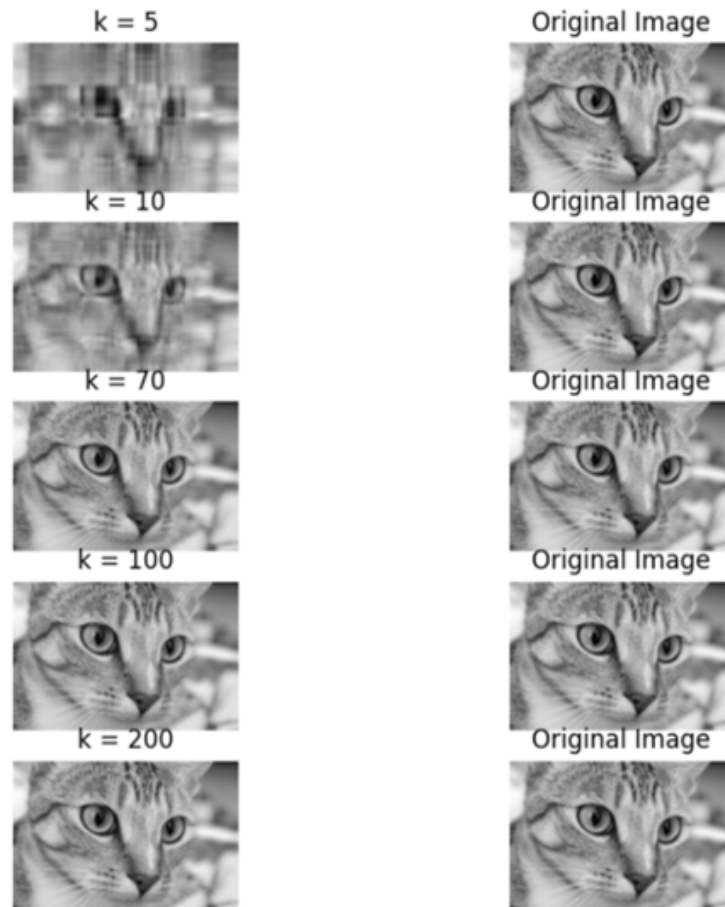 k = 5
Original Image
k = 10
Original Image
k = 70
Original Image
k = 100
Original Image
k = 200
Original Image